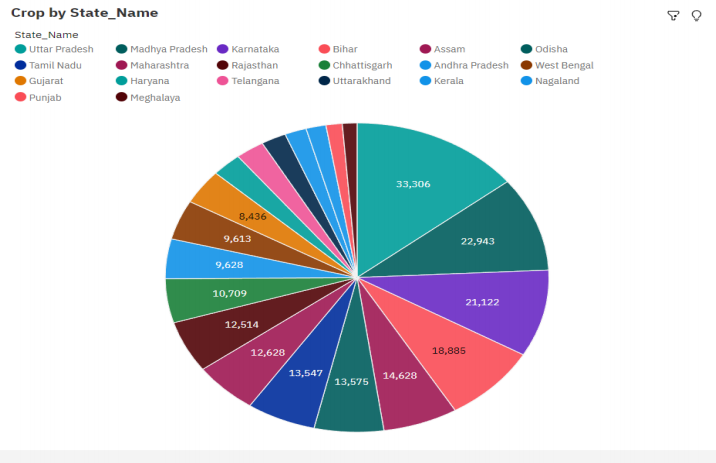 Crop by State_Name
State_Name
Uttar Pradesh Madhya Pradesh Karnataka Bihar Assam Odisha
Tamil Nadu Maharashtra Rajasthan Chhattisgarh Andhra Pradesh West Bengal
Gujarat Haryana Telangana Uttarakhand Kerala Nagaland
Punjab Meghalaya
33,306
22,943
21,122
18,885
14,628
13,575
13,547
12,628
12,514
10,709
9,628
9,613
8,436